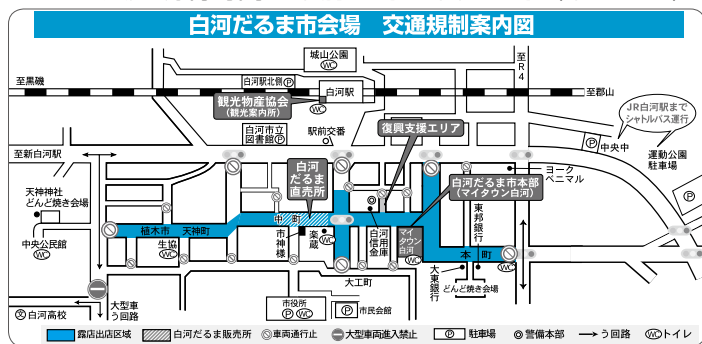 白河だるま市会場 交通規制案内図
城山公園
WC
至R4
至黒磯
白河駅北側 P
白河駅
至郡山
観光物産協会
(観光案内所)
WC
JR白河駅まで
シャトルバス運行
白河市立
図書館 P
駅前交番
復興支援エリア
P
中央中
運動公園
駐車場
至新白河駅
白河
だるま
直売所
ヨーク
ベニマル
天神神社
どんど焼き会場
白河だるま市本部
(マイタウン白河)
P
中町
東邦銀行
植木市 天神町
市神様
楽蔵
WC
白河信用金庫
マイタウン白河
WC
中央公民館
WC
生協
WC
本町
WC
大工町
大東銀行
どんど焼き会場
大型車
う回路
市役所
P WC
P
市民会館
文 白河高校
露店出店区域
白河だるま販売所
車両通行止
大型車両進入禁止
P 駐車場
警備本部
う回路
WC トイレ